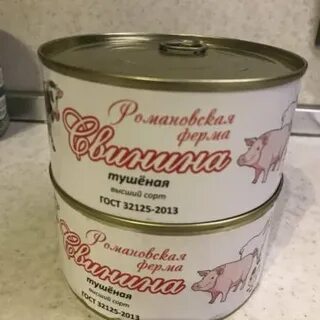 Романовская
ферма
Свинина
тушёная
высший сорт
ГОСТ 32125-2013
Романовская
ферма
Свинина
тушёная
высший сорт
ГОСТ 32125-2013